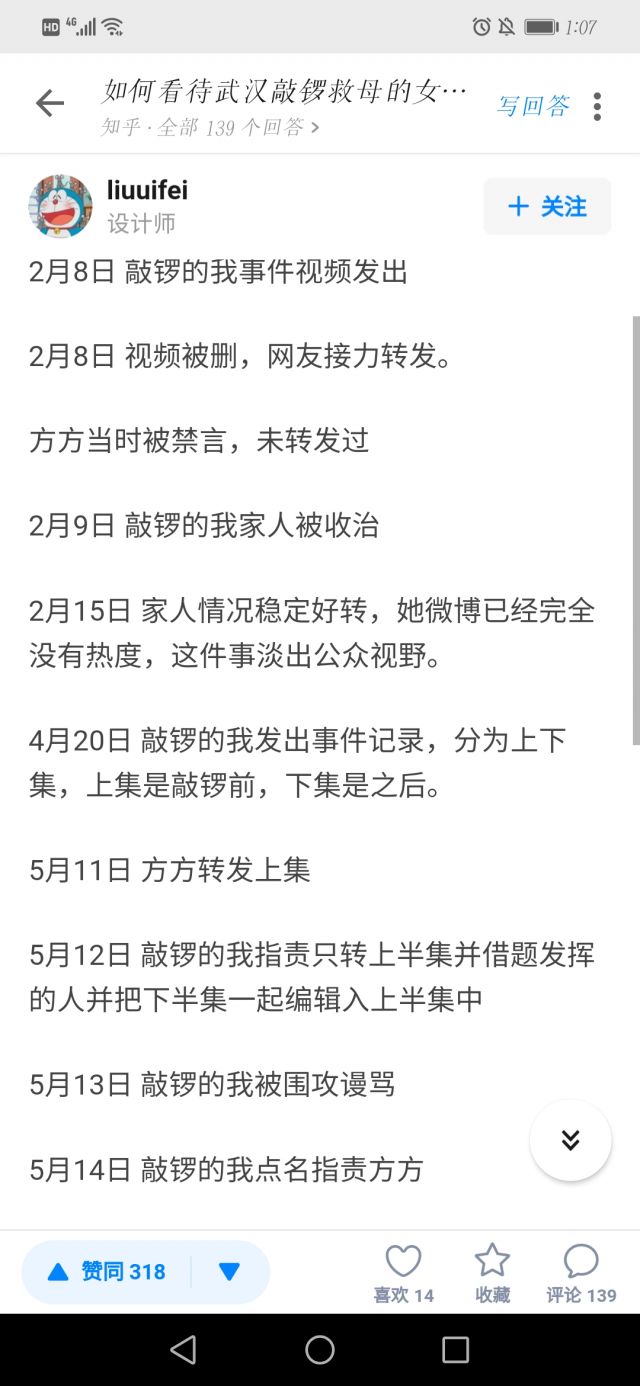 HD 4G 1:07
如何看待武汉敲锣救母的女…
写回答
知乎 · 全部 139 个回答 >
liuuifei
设计师
+ 关注
2月8日 敲锣的我事件视频发出
2月8日 视频被删，网友接力转发。
方方当时被禁言，未转发过
2月9日 敲锣的我家人被收治
2月15日 家人情况稳定好转，她微博已经完全
没有热度，这件事淡出公众视野。
4月20日 敲锣的我发出事件记录，分为上下
集，上集是敲锣前，下集是之后。
5月11日 方方转发上集
5月12日 敲锣的我指责只转上半集并借题发挥
的人并把下半集一起编辑入上半集中
5月13日 敲锣的我被围攻谩骂
5月14日 敲锣的我点名指责方方
赞同 318
喜欢 14
收藏
评论 139